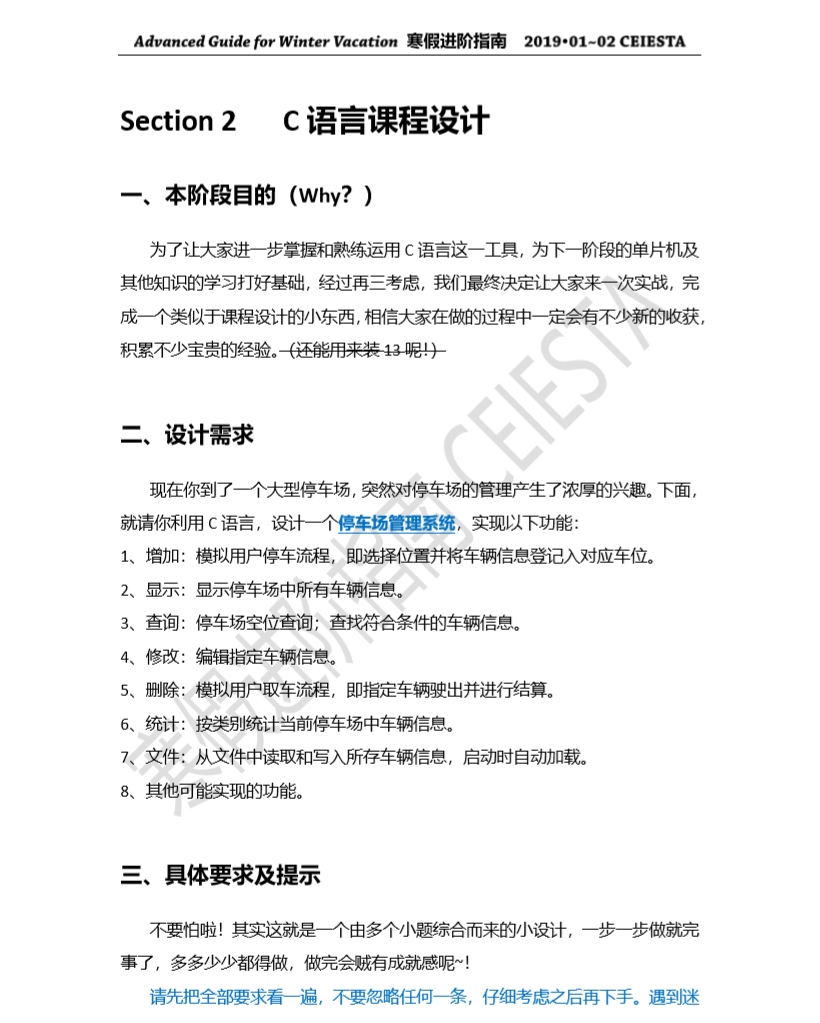 Advanced Guide for Winter Vacation 寒假进阶指南 2019•01~02 CEIESTA
Section 2 C 语言课程设计
一、本阶段目的（Why？）
为了让大家进一步掌握和熟练运用 C 语言这一工具，为下一阶段的单片机及
其他知识的学习打好基础，经过再三考虑，我们最终决定让大家来一次实战，完
成一个类似于课程设计的小东西，相信大家在做的过程中一定会有不少新的收获，
积累不少宝贵的经验。（还能用来装 13 呢！）
二、设计需求
现在你到了一个大型停车场，突然对停车场的管理产生了浓厚的兴趣。下面，
就请你利用 C 语言，设计一个停车场管理系统，实现以下功能：
1、增加：模拟用户停车流程，即选择位置并将车辆信息登记入对应车位。
2、显示：显示停车场中所有车辆信息。
3、查询：停车场空位查询；查找符合条件的车辆信息。
4、修改：编辑指定车辆信息。
5、删除：模拟用户取车流程，即指定车辆驶出并进行结算。
6、统计：按类别统计当前停车场中车辆信息。
7、文件：从文件中读取和写入所存车辆信息，启动时自动加载。
8、其他可能实现的功能。
三、具体要求及提示
不要怕啦！其实这就是一个由多个小题综合而来的小设计，一步一步做就完
事了，多多少少都得做，做完会贼有成就感呢~！
请先把全部要求看一遍，不要忽略任何一条，仔细考虑之后再下手。遇到迷
寒假进阶指南 CEIESTA